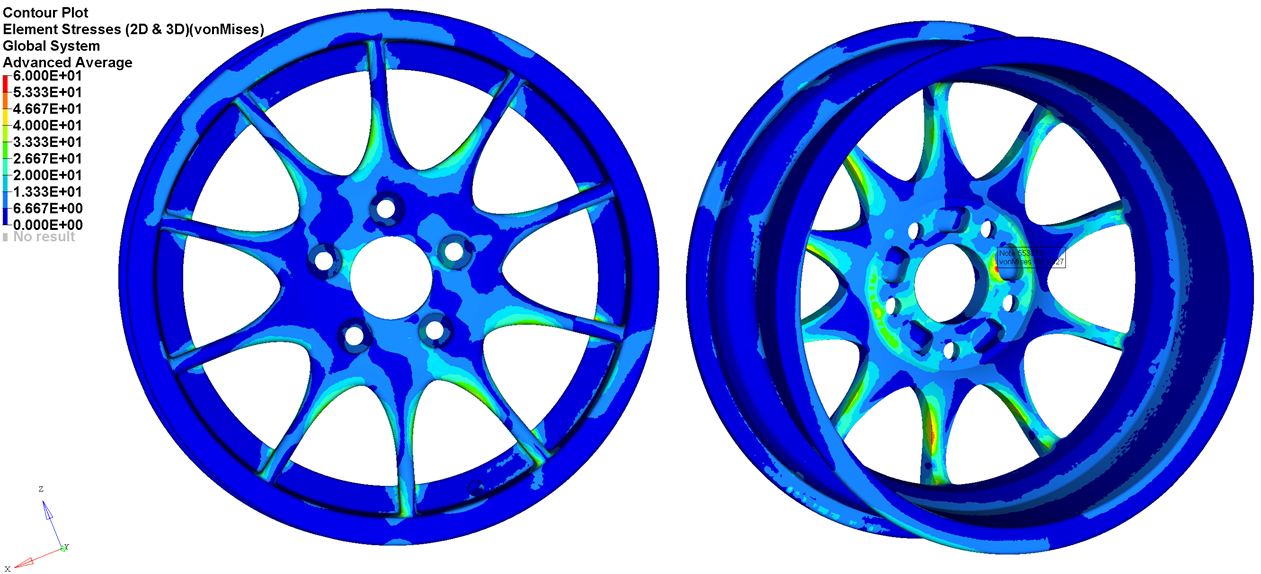 Contour Plot
Element Stresses (2D & 3D)(vonMises)
Global System
Advanced Average
6.000E+01
5.333E+01
4.667E+01
4.000E+01
3.333E+01
2.667E+01
2.000E+01
1.333E+01
6.667E+00
0.000E+00
No result
Z
Y
X